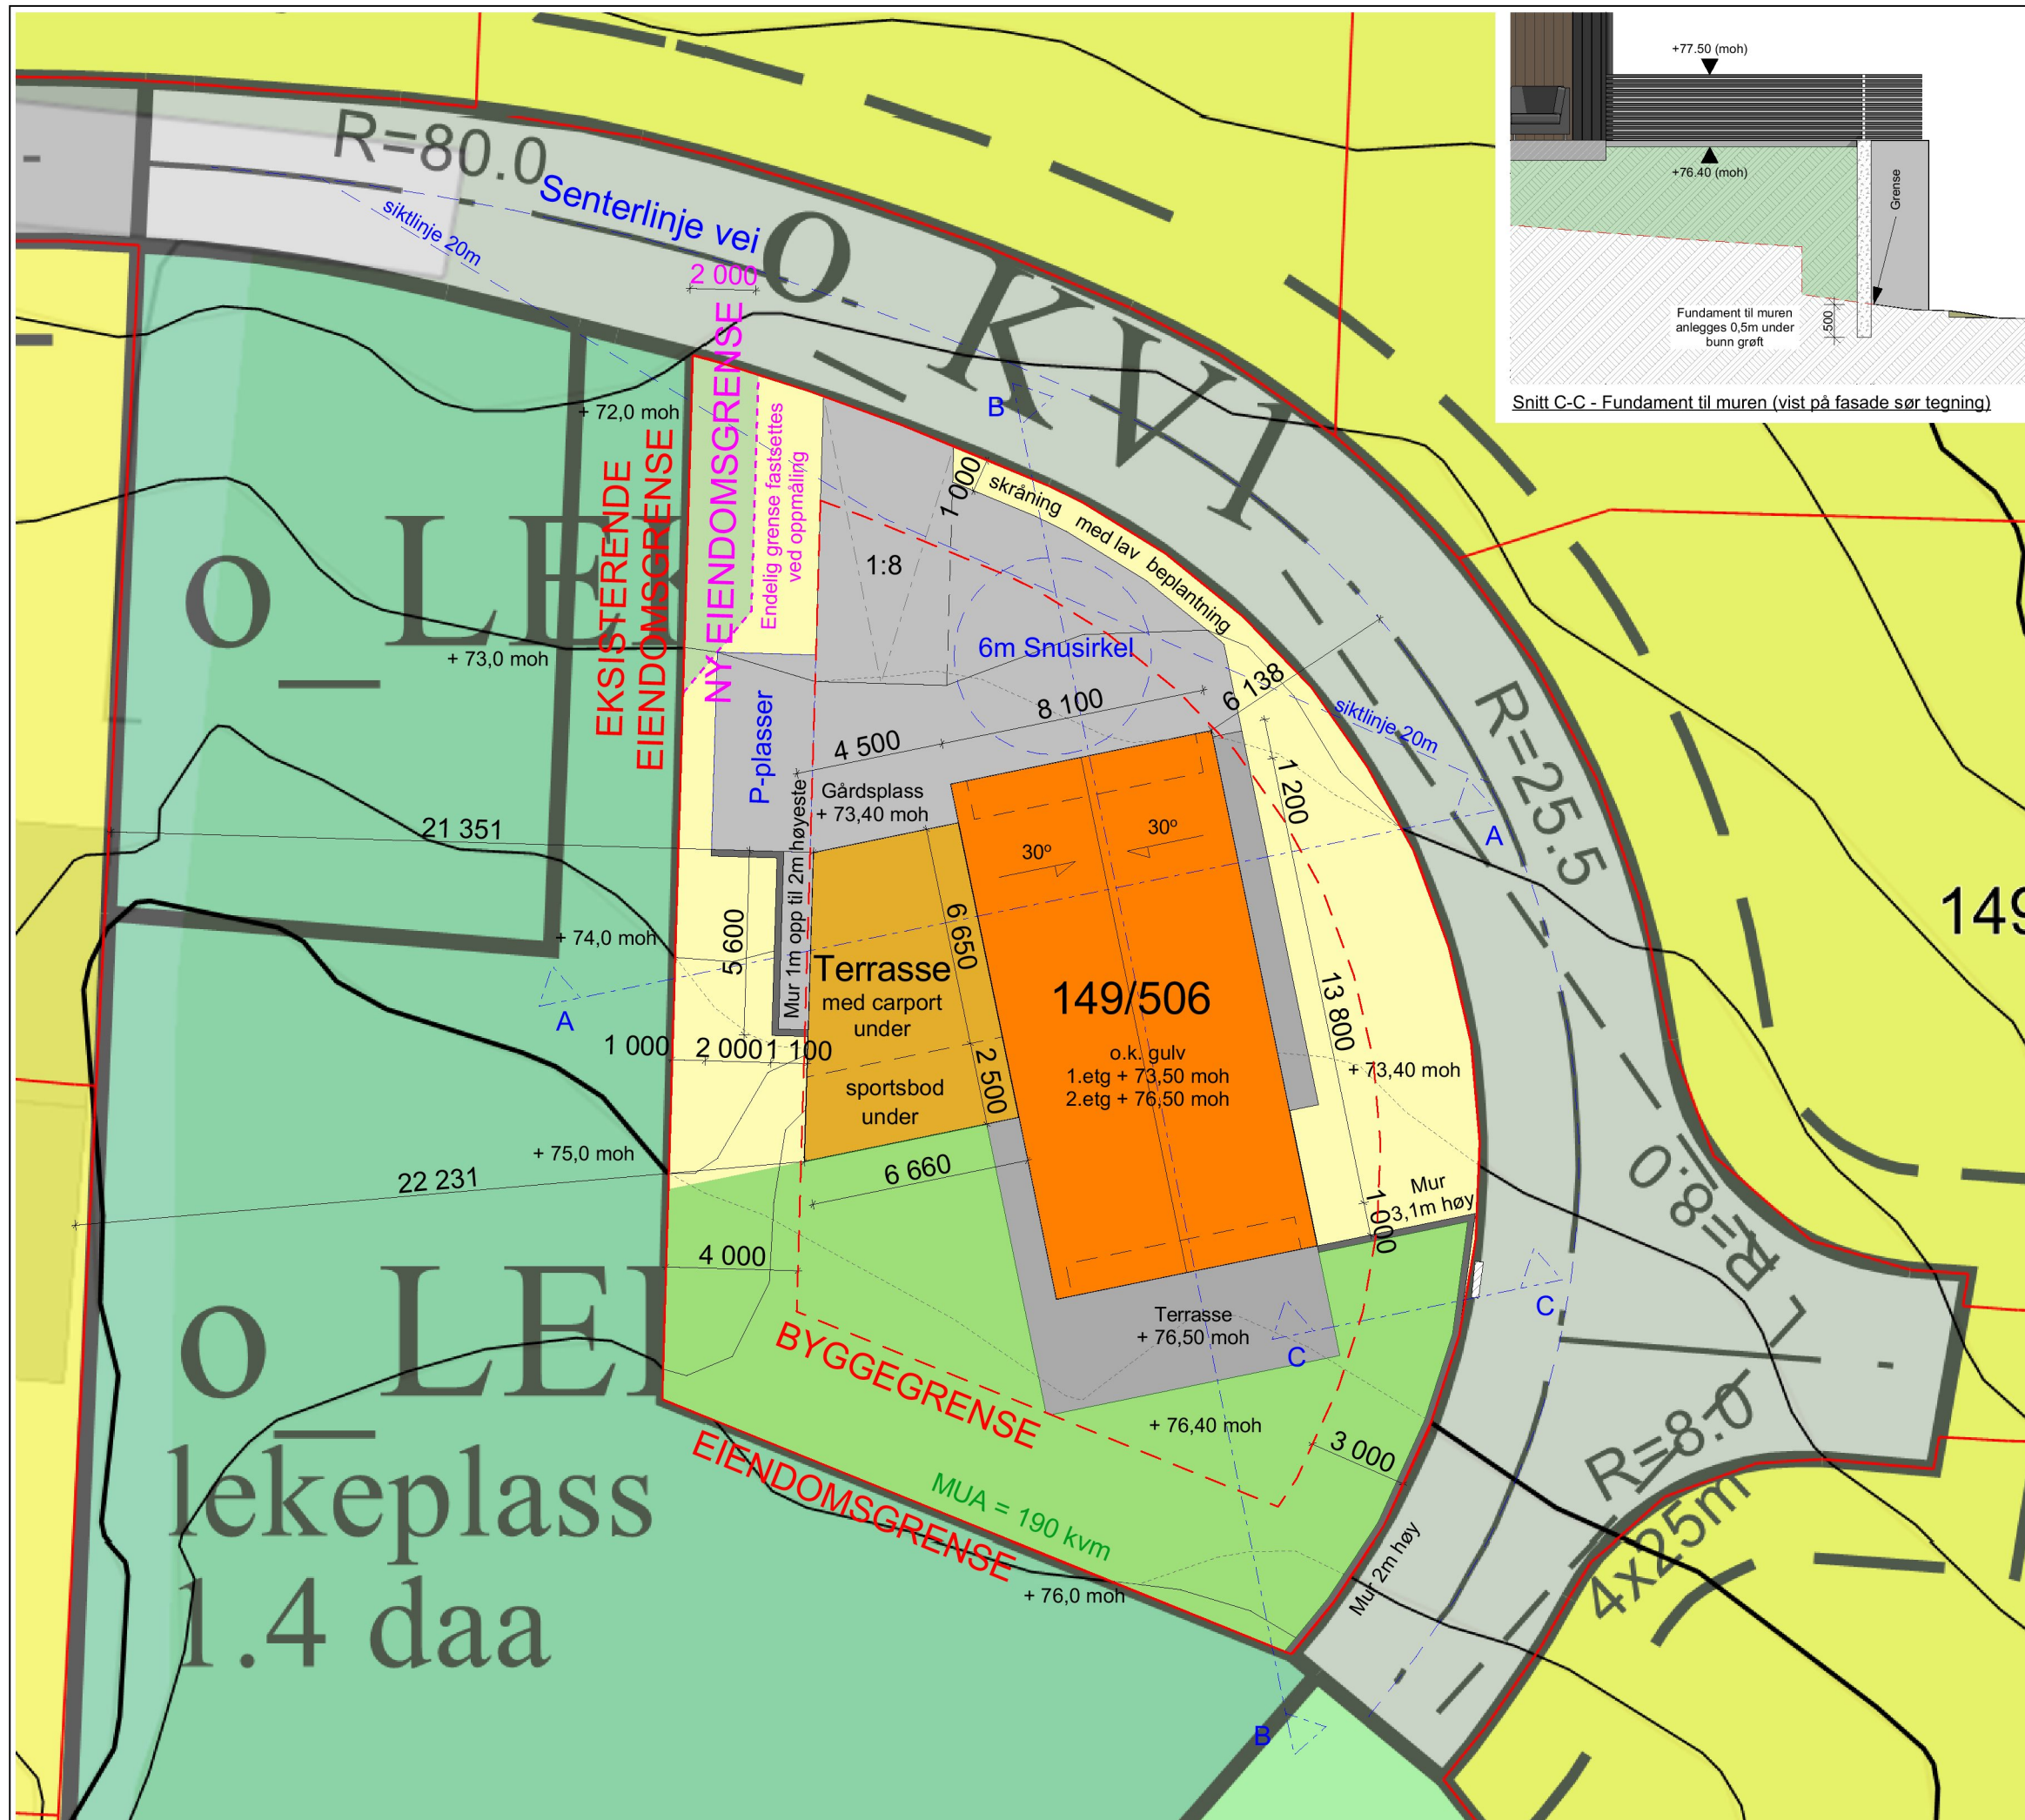 +77.50 (moh)
+76.40 (moh)
Grense
Fundament til muren
anlegges 0,5m under
bunn grøft
500
Snitt C-C - Fundament til muren (vist på fasade sør tegning)
R=80.0
Senterlinje vei
siktlinje 20m
O. KVI
2 000
B
+ 72,0 moh
EKSISTERENDE
EIENDOMSGRENSE
NY EIENDOMSGRENSE
Endelig grense fastsettes
ved oppmåling
1 000
skråning med lav beplantning
1:8
6m Snusirkel
+ 73,0 moh
P-plasser
8 100
6 138
4 500
siktlinje 20m
R=25.5
Gårdsplass
+ 73,40 moh
1 200
21 351
A
30º
30º
149
Mur 1m opp til 2m høyeste
5 600
6 650
+ 74,0 moh
Terrasse
med carport
under
149/506
13 800
A
1 000
2 000
1 100
o.k. gulv
1.etg + 73,50 moh
2.etg + 76,50 moh
+ 73,40 moh
2 500
sportsbod
under
+ 75,0 moh
22 231
6 660
Mur
3,1m høy
1 000
R=8.0
4 000
o_LEI
Terrasse
+ 76,50 moh
C
C
BYGGEGRENSE
+ 76,40 moh
3 000
R=8.0
EIENDOMSGRENSE
MUA = 190 kvm
lekeplass
1.4 daa
4x25m
Mur 2m høy
+ 76,0 moh
B